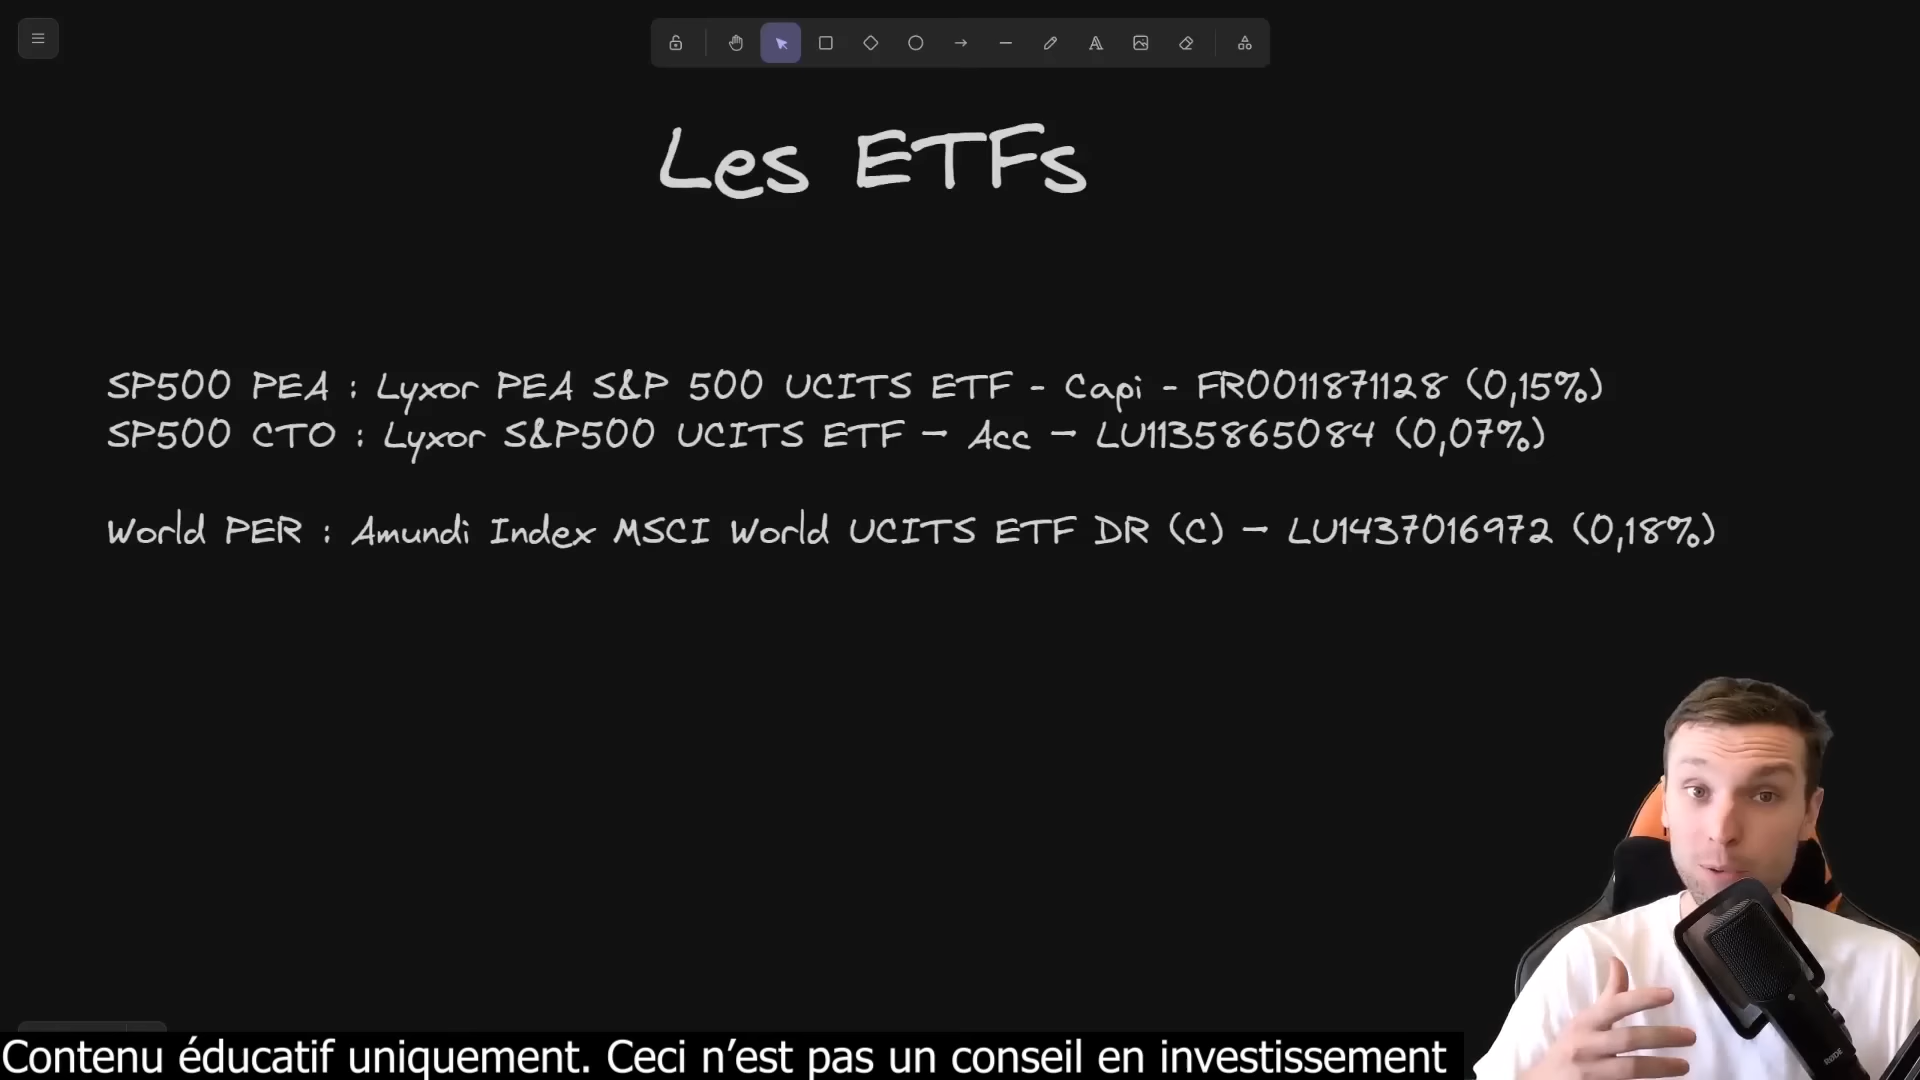 Les ETFs
SP500 PEA : Lyxor PEA S&P 500 UCITS ETF - Capi - FR0011871128 (0,15%)
SP500 CTO : Lyxor S&P500 UCITS ETF – Acc – LU1135865084 (0,07%)
World PER : Amundi Index MSCI World UCITS ETF DR (C) – LU1437016972 (0,18%)
RØDE
Contenu éducatif uniquement. Ceci n’est pas un conseil en investissement